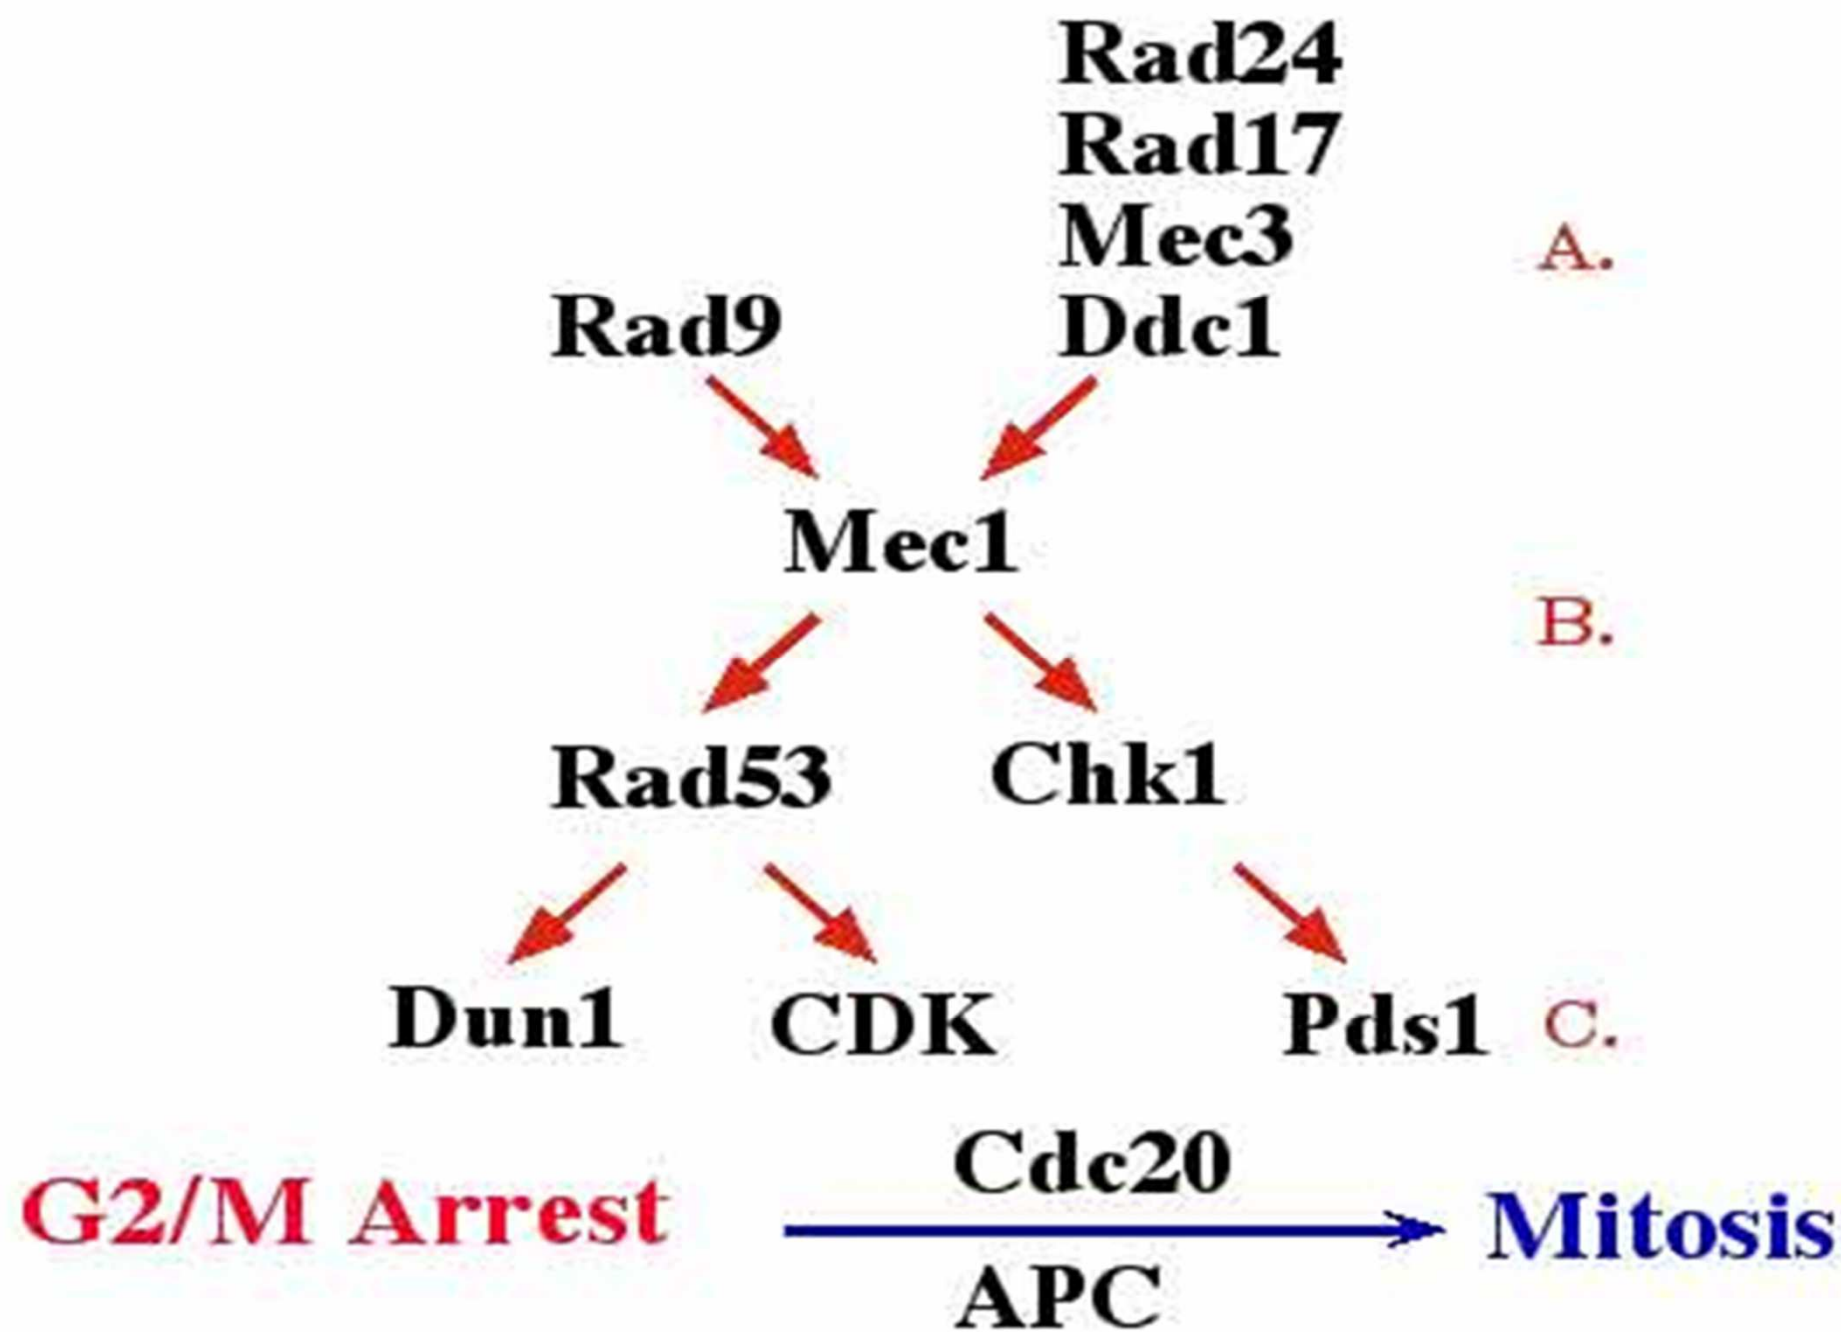 Rad24
Rad17
Mec3
A.
Rad9
Ddc1
Mec1
B.
Rad53
Chk1
Dun1
CDK
Pds1
C.
Cdc20
G2/M Arrest
Mitosis
APC